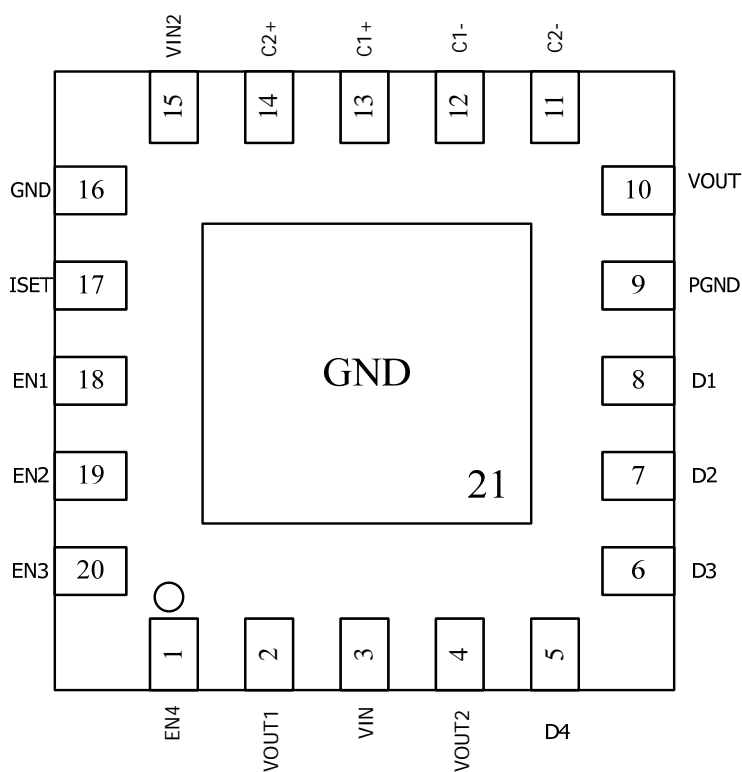 VIN2 C2+ C1+ C1- C2-
15 14 13 12 11
GND 16 10 VOUT
ISET 17 9 PGND
EN1 18 GND 8 D1
EN2 19 21 7 D2
EN3 20 6 D3
1 2 3 4 5
EN4 VOUT1 VIN VOUT2 D4